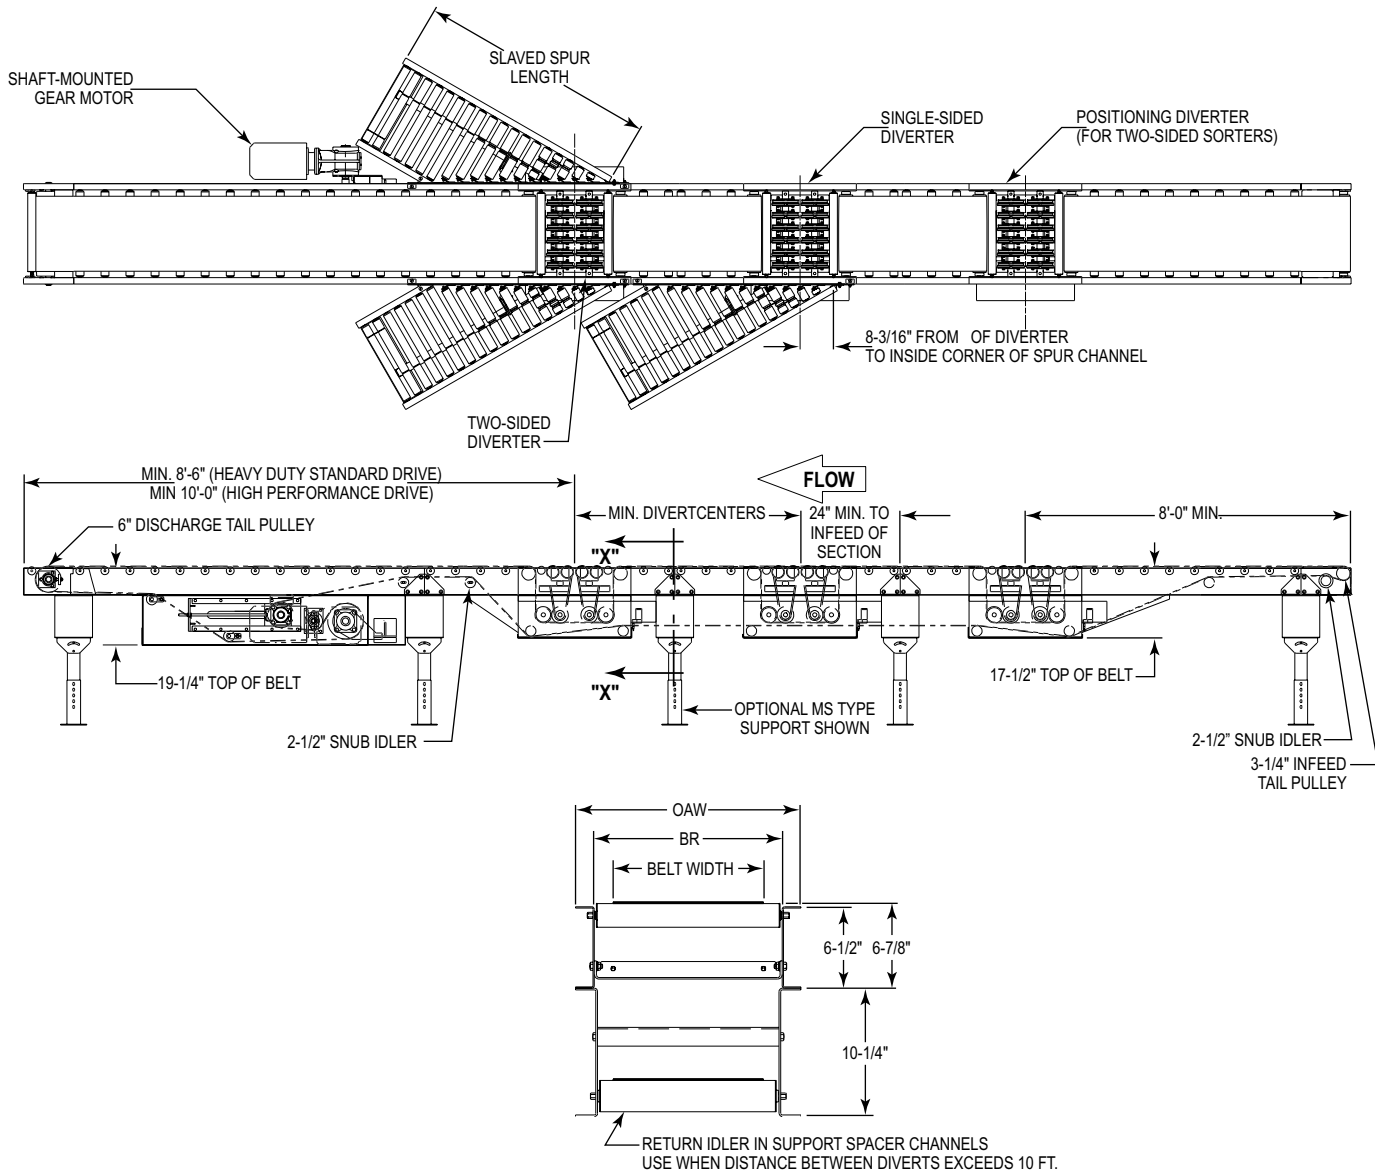 SLAVED SPUR
LENGTH
SHAFT-MOUNTED
GEAR MOTOR
SINGLE-SIDED
DIVERTER
POSITIONING DIVERTER
(FOR TWO-SIDED SORTERS)
8-3/16" FROM OF DIVERTER
TO INSIDE CORNER OF SPUR CHANNEL
TWO-SIDED
DIVERTER
MIN. 8'-6" (HEAVY DUTY STANDARD DRIVE)
MIN 10'-0" (HIGH PERFORMANCE DRIVE)
FLOW
6" DISCHARGE TAIL PULLEY
MIN. DIVERTCENTERS
24" MIN. TO
INFEED OF
SECTION
8'-0" MIN.
"X"
19-1/4" TOP OF BELT
"X"
17-1/2" TOP OF BELT
OPTIONAL MS TYPE
SUPPORT SHOWN
2-1/2" SNUB IDLER
2-1/2” SNUB IDLER
3-1/4" INFEED
TAIL PULLEY
OAW
BR
BELT WIDTH
6-1/2"
6-7/8"
10-1/4"
RETURN IDLER IN SUPPORT SPACER CHANNELS
USE WHEN DISTANCE BETWEEN DIVERTS EXCEEDS 10 FT.